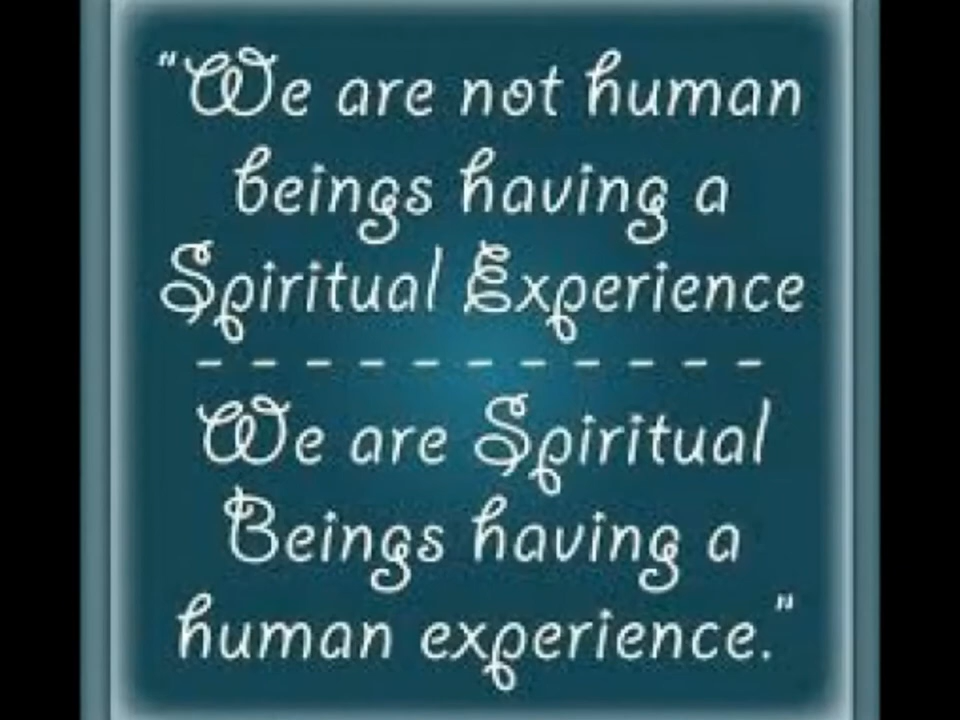 "We are not human
beings having a
Spiritual Experience
- - - - - - - - - - -
We are Spiritual
Beings having a
human experience."